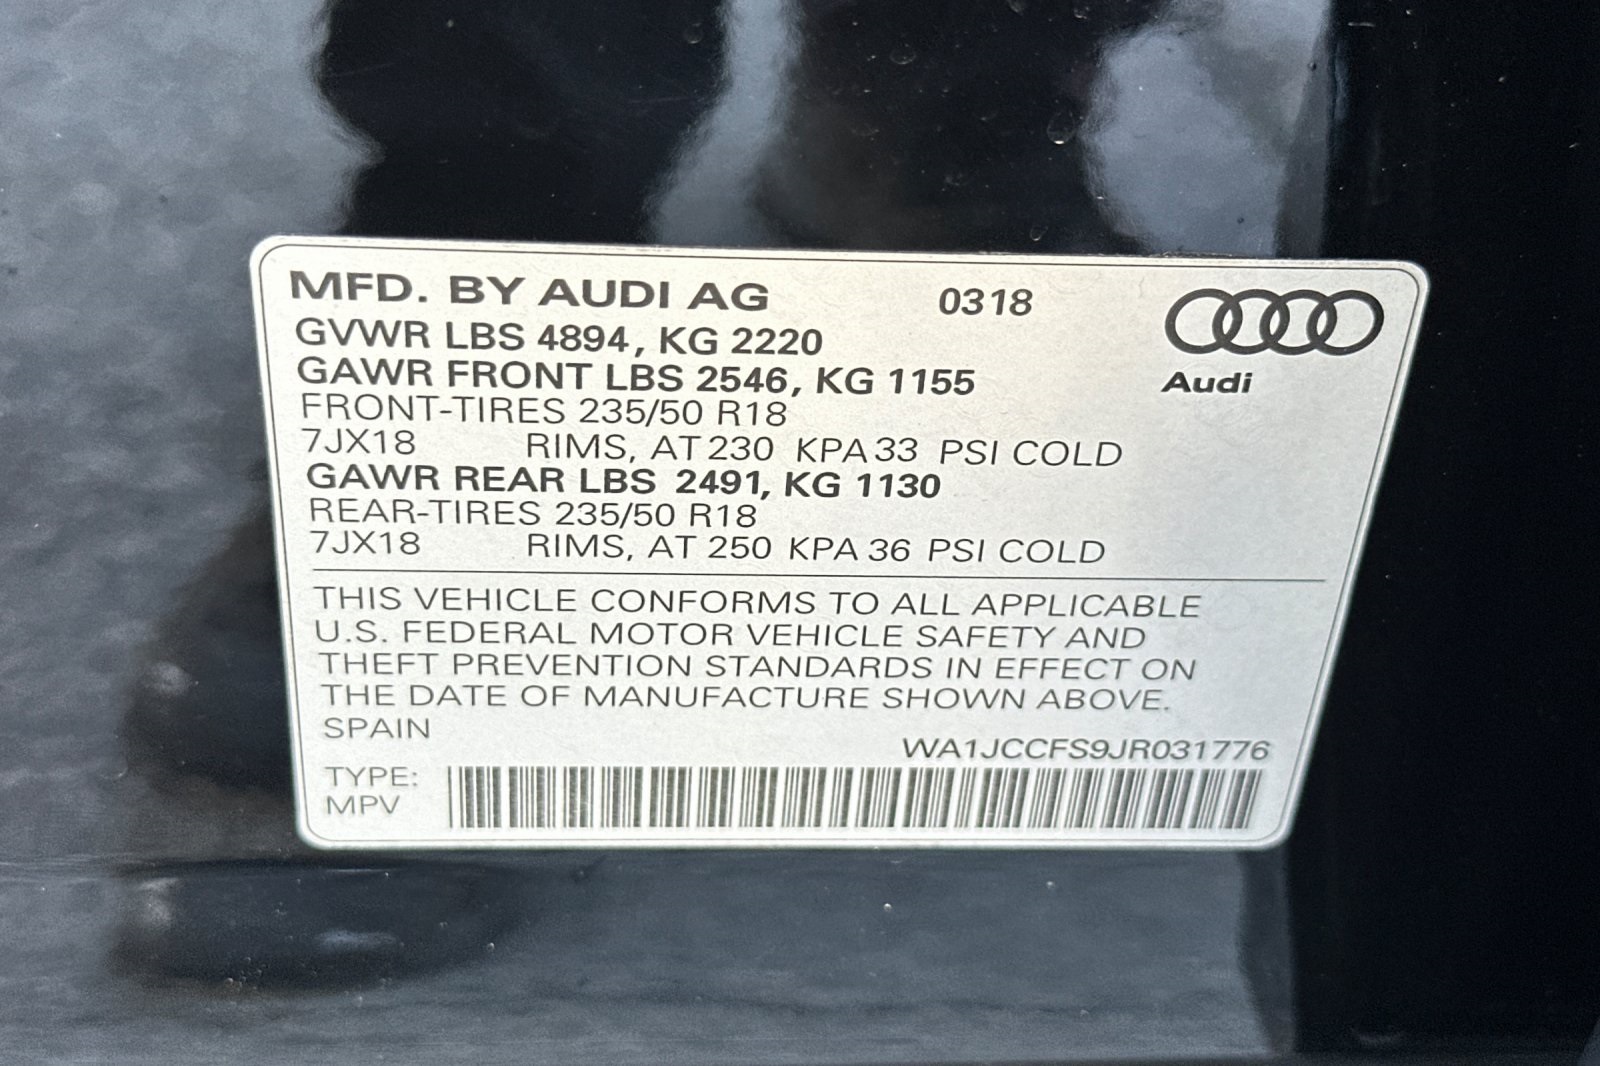 MFD. BY AUDI AG 0318
GVWR LBS 4894, KG 2220
GAWR FRONT LBS 2546, KG 1155
Audi
FRONT-TIRES 235/50 R18
7JX18 RIMS, AT 230 KPA 33 PSI COLD
GAWR REAR LBS 2491, KG 1130
REAR-TIRES 235/50 R18
7JX18 RIMS, AT 250 KPA 36 PSI COLD
THIS VEHICLE CONFORMS TO ALL APPLICABLE
U.S. FEDERAL MOTOR VEHICLE SAFETY AND
THEFT PREVENTION STANDARDS IN EFFECT ON
THE DATE OF MANUFACTURE SHOWN ABOVE.
SPAIN
WA1JCCFS9JR031776
TYPE:
MPV